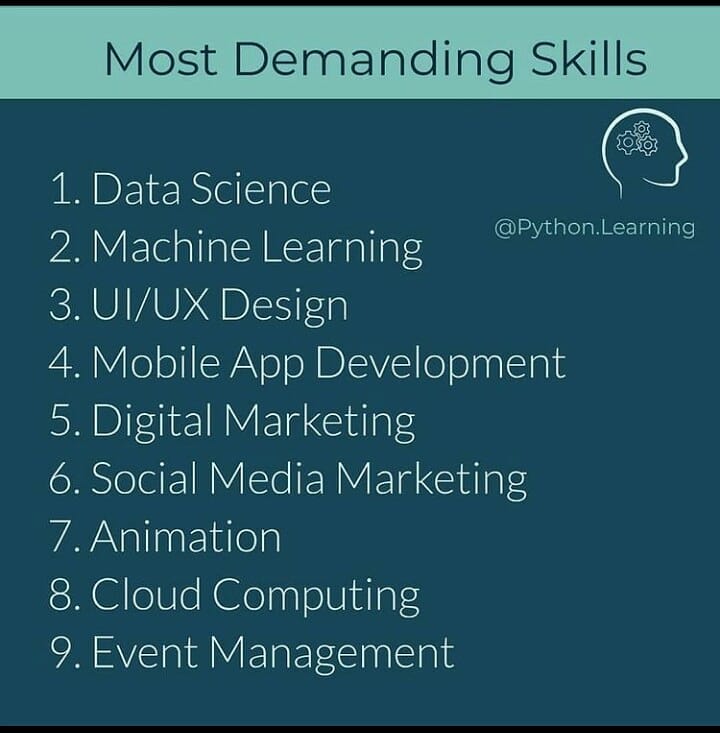 Most Demanding Skills
@Python.Learning
1. Data Science
2. Machine Learning
3. UI/UX Design
4. Mobile App Development
5. Digital Marketing
6. Social Media Marketing
7. Animation
8. Cloud Computing
9. Event Management